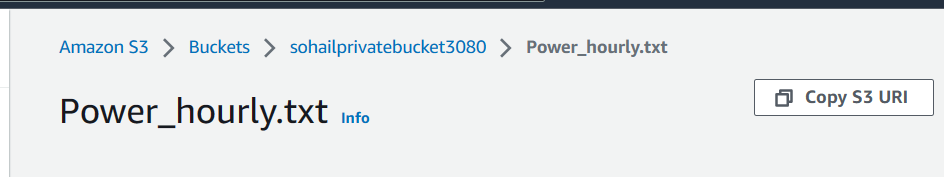 Amazon S3 > Buckets > sohailprivatebucket3080 > Power_hourly.txt
Power_hourly.txt Info
Copy S3 URI